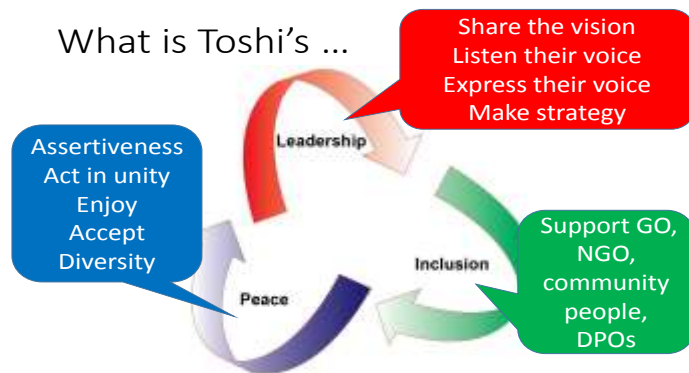 What is Toshi's ...
Share the vision
Listen their voice
Express their voice
Make strategy
Leadership
Assertiveness
Act in unity
Enjoy
Accept
Diversity
Peace
Inclusion
Support GO,
NGO,
community
people,
DPOs